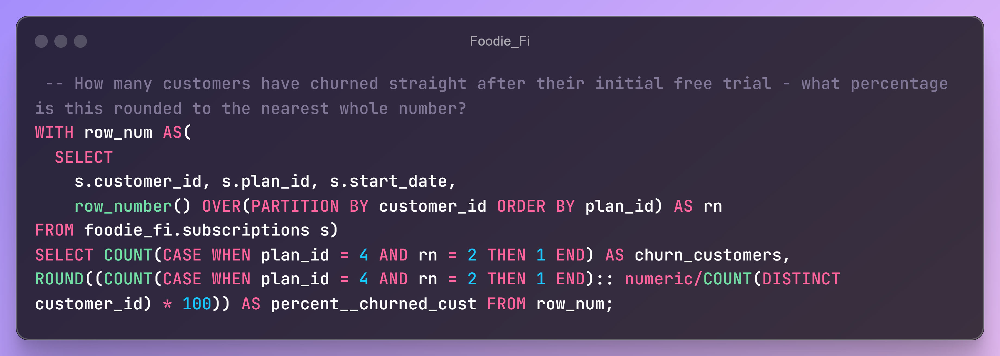 Foodie_Fi
-- How many customers have churned straight after their initial free trial - what percentage
is this rounded to the nearest whole number?
WITH row_num AS(
  SELECT
    s.customer_id, s.plan_id, s.start_date,
    row_number() OVER(PARTITION BY customer_id ORDER BY plan_id) AS rn
FROM foodie_fi.subscriptions s)
SELECT COUNT(CASE WHEN plan_id = 4 AND rn = 2 THEN 1 END) AS churn_customers,
ROUND((COUNT(CASE WHEN plan_id = 4 AND rn = 2 THEN 1 END):: numeric/COUNT(DISTINCT
customer_id) * 100)) AS percent__churned_cust FROM row_num;